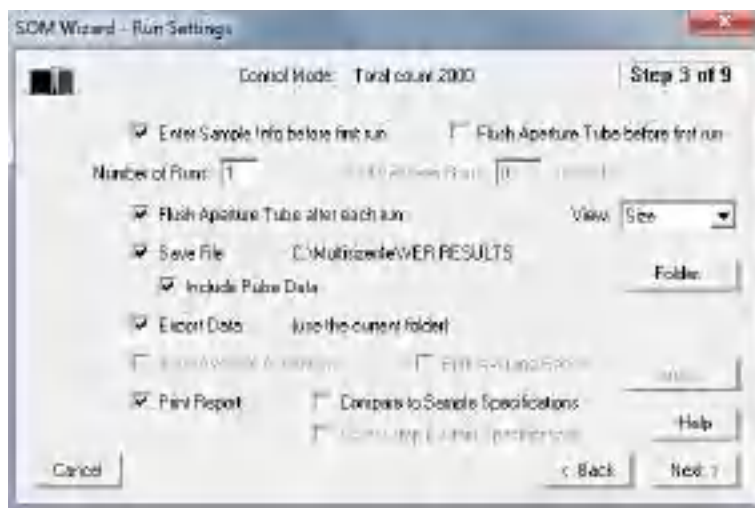 SOM Wizard - Run Settings
Control Mode: Total count 2000
Step 3 of 9
Enter Sample Info before first run
Flush Aperture Tube before first run
Number of Runs: 1
Flush Aperture Tube after each run
View: Size
Save File
Folder...
Include Pulse Data
Export Data (use the current folder)
Print Report
Compare to Sample Specifications
Help
Cancel
< Back
Next >